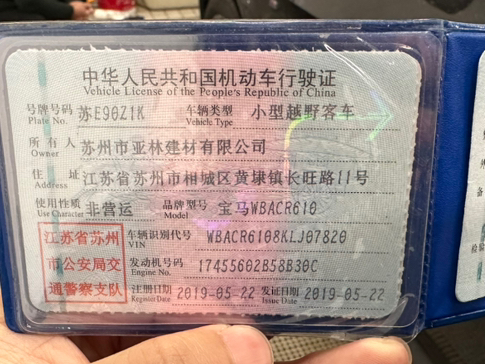 中华人民共和国机动车行驶证
Vehicle License of the People's Republic of China
号牌号码 苏E90Z1K 车辆类型 小型越野客车
Plate No. Vehicle Type
所有人 苏州市亚林建材有限公司
Owner
住址 江苏省苏州市相城区黄埭镇长旺路11号
Address
使用性质 非营运 品牌型号 宝马WBACR610
Use Character Model
江苏省苏州
市公安局交
通警察支队
车辆识别代号 WBACR6108KLJ07820
VIN
发动机号码 17455602B58B30C
Engine No.
注册日期 2019-05-22 发证日期 2019-05-22
Register Date Issue Date